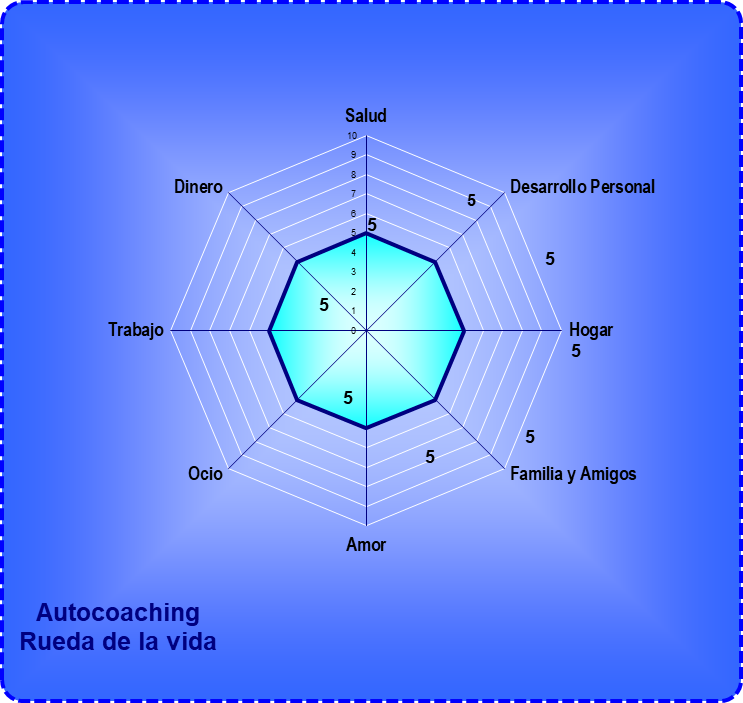 Salud
10
9
Dinero
8
Desarrollo Personal
7
5
6
5
5
4
5
3
2
5
1
Trabajo
0
Hogar
5
5
5
5
Ocio
Familia y Amigos
Amor
Autocoaching
Rueda de la vida